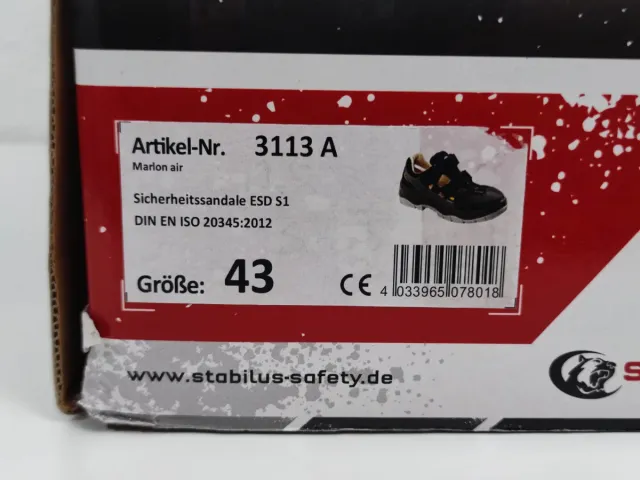 Artikel-Nr. 3113 A
Marlon air
Sicherheitssandale ESD S1
DIN EN ISO 20345:2012
Größe: 43
CE
4 033965 078018
www.stabilus-safety.de